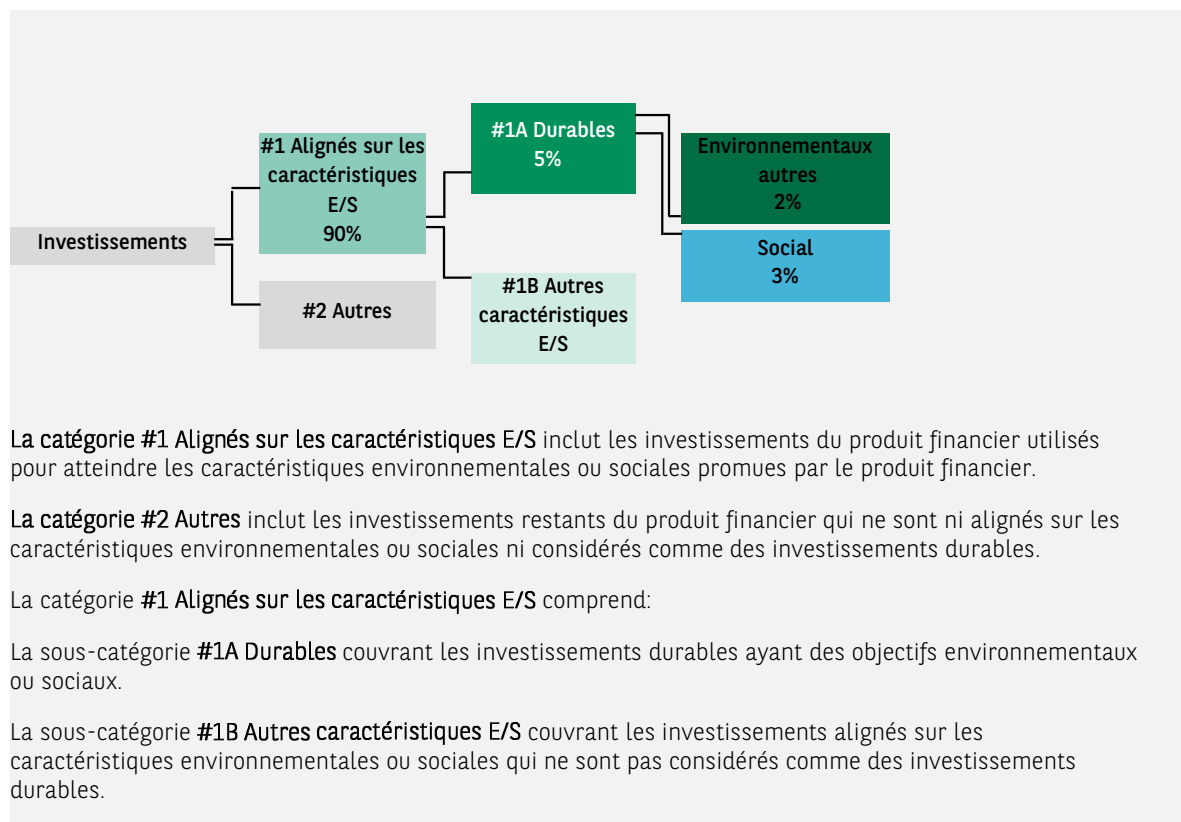 #1A Durables
5%
#1 Alignés sur les
caractéristiques
E/S
90%
Environnementaux
autres
2%
Investissements
Social
3%
#2 Autres
#1B Autres
caractéristiques
E/S
La catégorie #1 Alignés sur les caractéristiques E/S inclut les investissements du produit financier utilisés
pour atteindre les caractéristiques environnementales ou sociales promues par le produit financier.
La catégorie #2 Autres inclut les investissements restants du produit financier qui ne sont ni alignés sur les
caractéristiques environnementales ou sociales ni considérés comme des investissements durables.
La catégorie #1 Alignés sur les caractéristiques E/S comprend:
La sous-catégorie #1A Durables couvrant les investissements durables ayant des objectifs environnementaux
ou sociaux.
La sous-catégorie #1B Autres caractéristiques E/S couvrant les investissements alignés sur les
caractéristiques environnementales ou sociales qui ne sont pas considérés comme des investissements
durables.